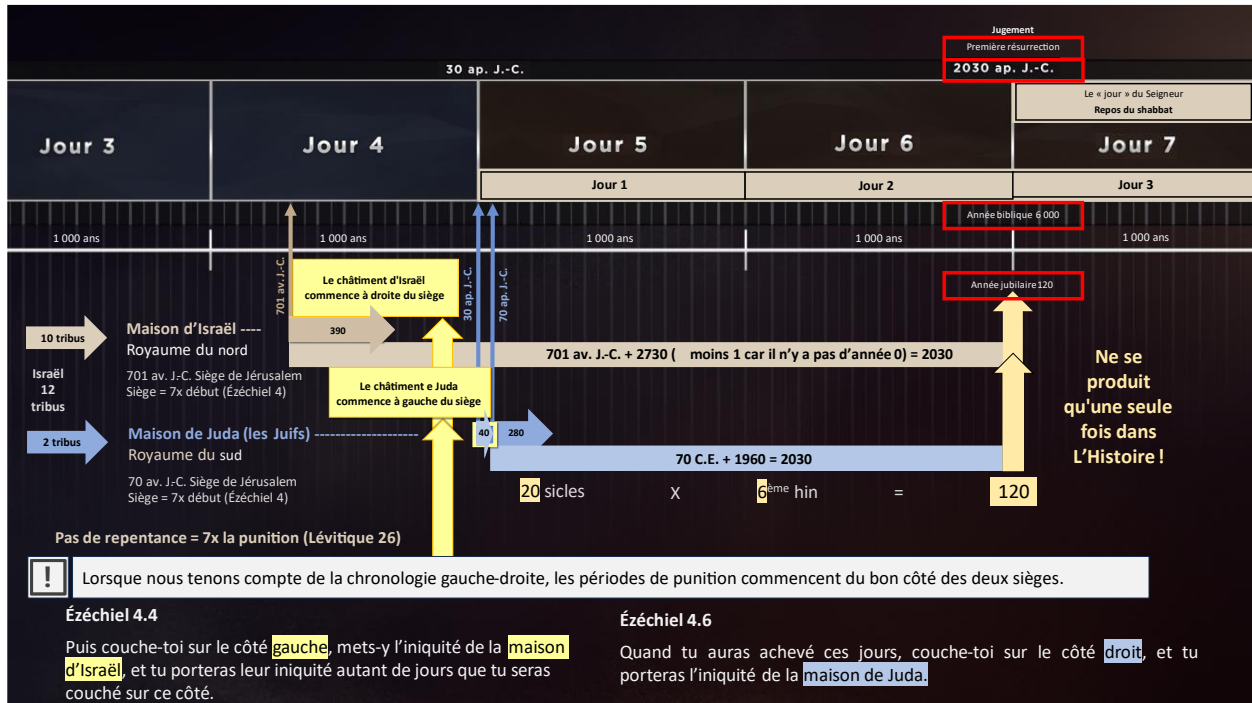 Jugement
Première résurrection
30 ap. J.-C.
2030 ap. J.-C.
Le « jour » du Seigneur
Repos du shabbat
Jour 3
Jour 4
Jour 5
Jour 6
Jour 7
Jour 1
Jour 2
Jour 3
Année biblique 6 000
1 000 ans
1 000 ans
1 000 ans
1 000 ans
1 000 ans
701 av. J.-C.
Le châtiment d'Israël
commence à droite du siège
30 ap. J.-C.
70 ap. J.-C.
Année jubilaire 120
10 tribus
Maison d’Israël ----
390
Royaume du nord
701 av. J.-C. + 2730 ( moins 1 car il n’y a pas d’année 0) = 2030
701 av. J.-C. Siège de Jérusalem
Siège = 7x début (Ézéchiel 4)
Israël
12
tribus
Le châtiment e Juda
commence à gauche du siège
Ne se
produit
qu'une seule
fois dans
L’Histoire !
2 tribus
Maison de Juda (les Juifs) -------------------
40
280
Royaume du sud
70 C.E. + 1960 = 2030
70 av. J.-C. Siège de Jérusalem
Siège = 7x début (Ézéchiel 4)
20 sicles X 6ème hin = 120
Pas de repentance = 7x la punition (Lévitique 26)
! Lorsque nous tenons compte de la chronologie gauche-droite, les périodes de punition commencent du bon côté des deux sièges.
Ézéchiel 4.4
Puis couche-toi sur le côté gauche, mets-y l’iniquité de la maison
d’Israël, et tu porteras leur iniquité autant de jours que tu seras
couché sur ce côté.
Ézéchiel 4.6
Quand tu auras achevé ces jours, couche-toi sur le côté droit, et tu
porteras l’iniquité de la maison de Juda.